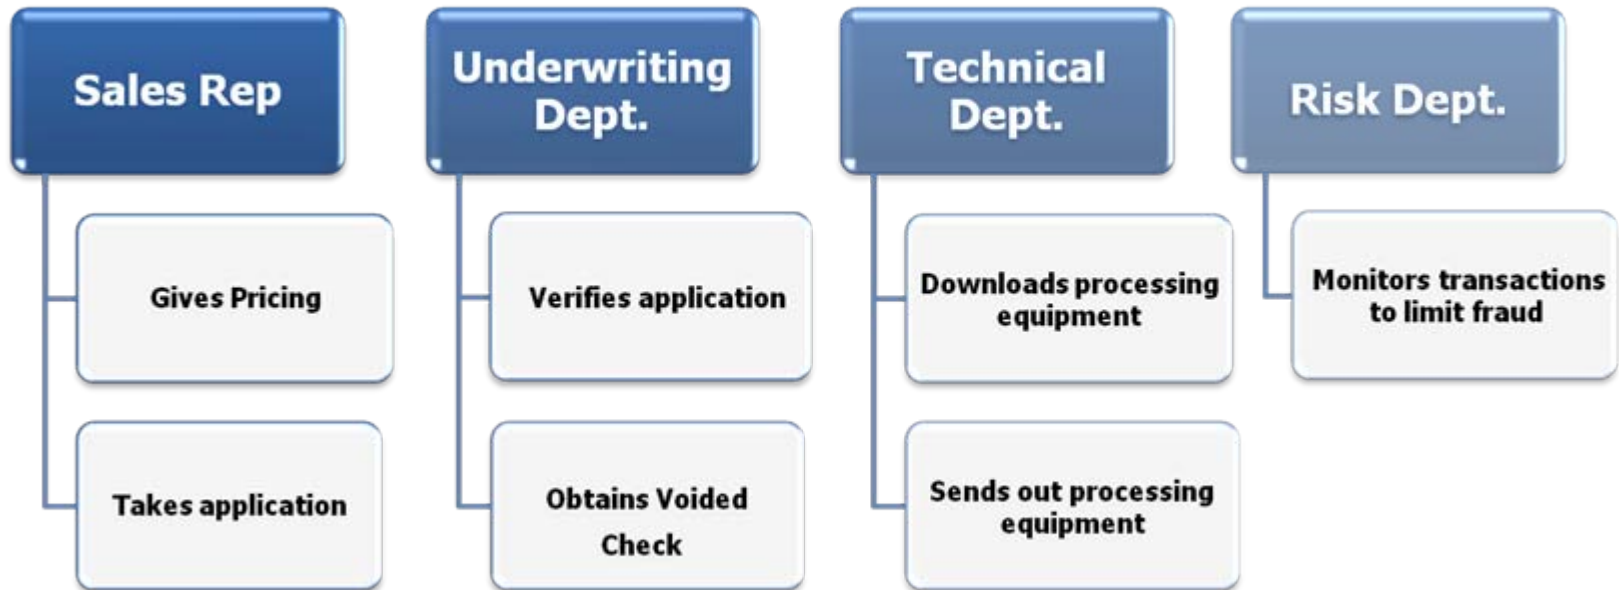 Sales Rep
Gives Pricing
Takes application
Underwriting
Dept.
Verifies application
Obtains Voided
Check
Technical
Dept.
Downloads processing
equipment
Sends out processing
equipment
Risk Dept.
Monitors transactions
to limit fraud